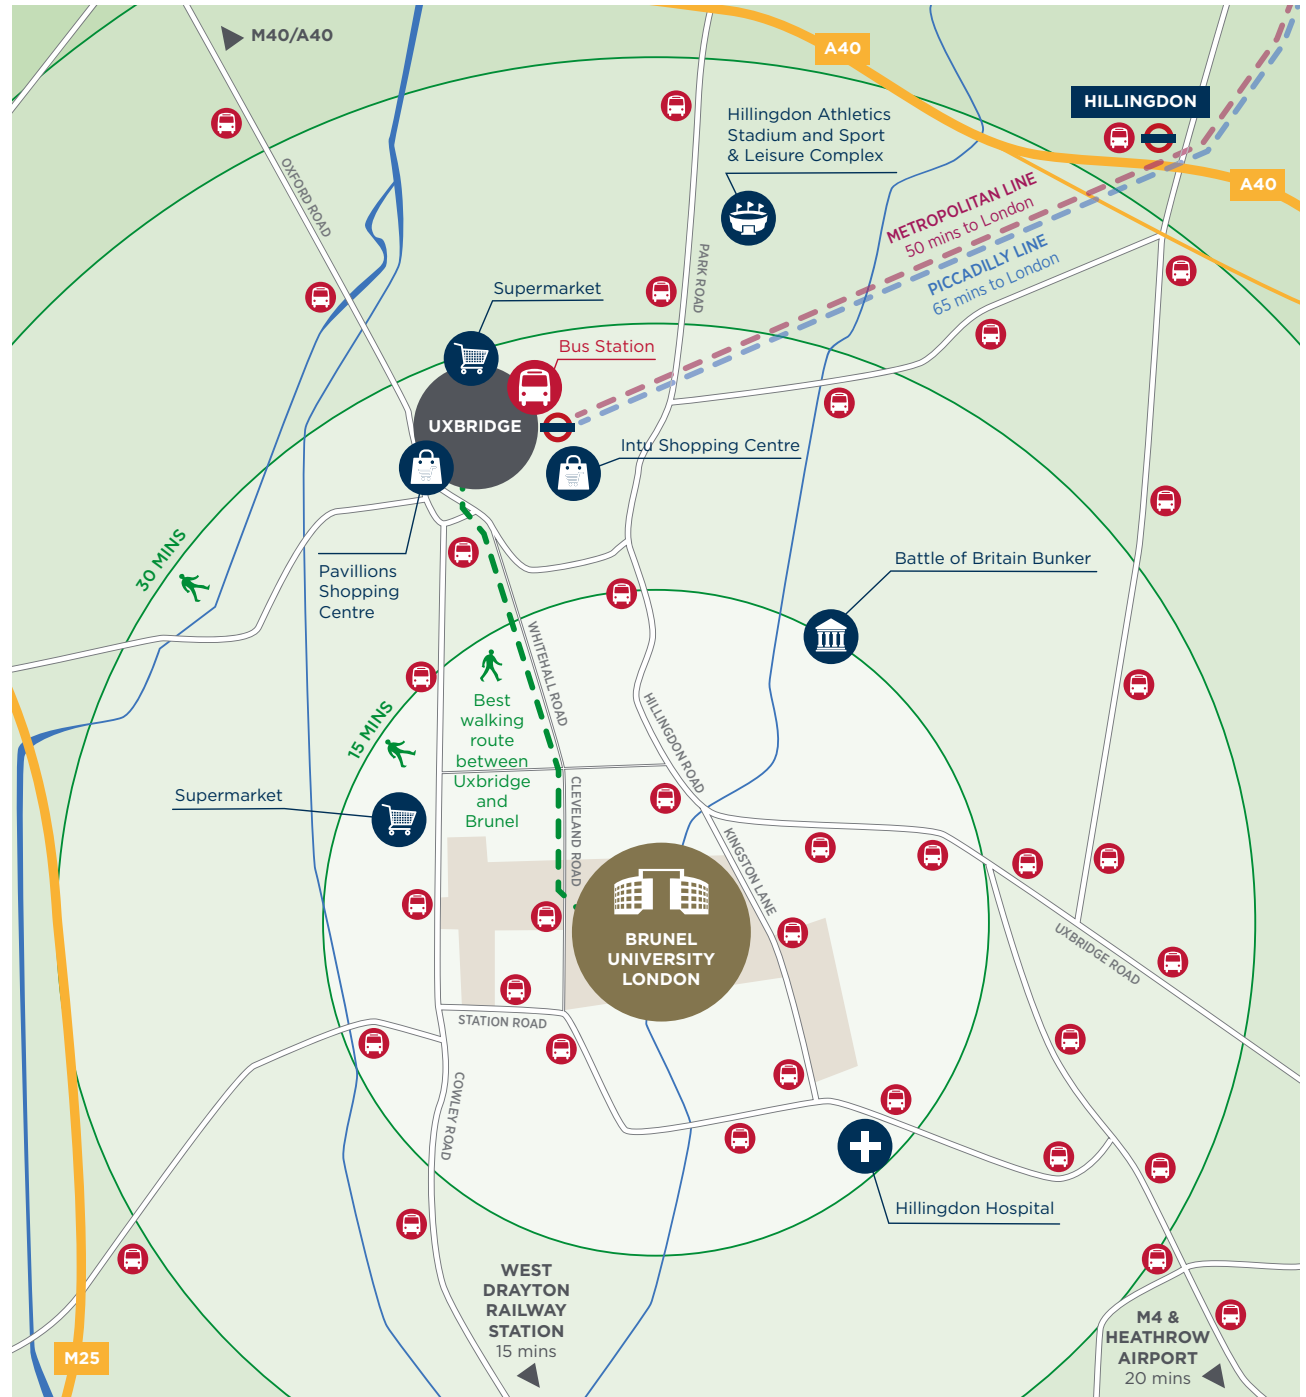 M40/A40
A40
HILLINGDON
Hillingdon Athletics
Stadium and Sport
& Leisure Complex
A40
OXFORD ROAD
METROPOLITAN LINE
50 mins to London
PARK ROAD
PICCADILLY LINE
65 mins to London
Supermarket
Bus Station
UXBRIDGE
Intu Shopping Centre
30 MINS
Pavillions
Shopping
Centre
Battle of Britain Bunker
WHITEHALL ROAD
15 MINS
Best
walking
route
between
Uxbridge
and
Brunel
HILLINGDON ROAD
Supermarket
CLEVELAND ROAD
KINGSTON LANE
BRUNEL
UNIVERSITY
LONDON
UXBRIDGE ROAD
STATION ROAD
COWLEY ROAD
Hillingdon Hospital
WEST
DRAYTON
RAILWAY
STATION
15 mins
M25
M4 &
HEATHROW
AIRPORT
20 mins